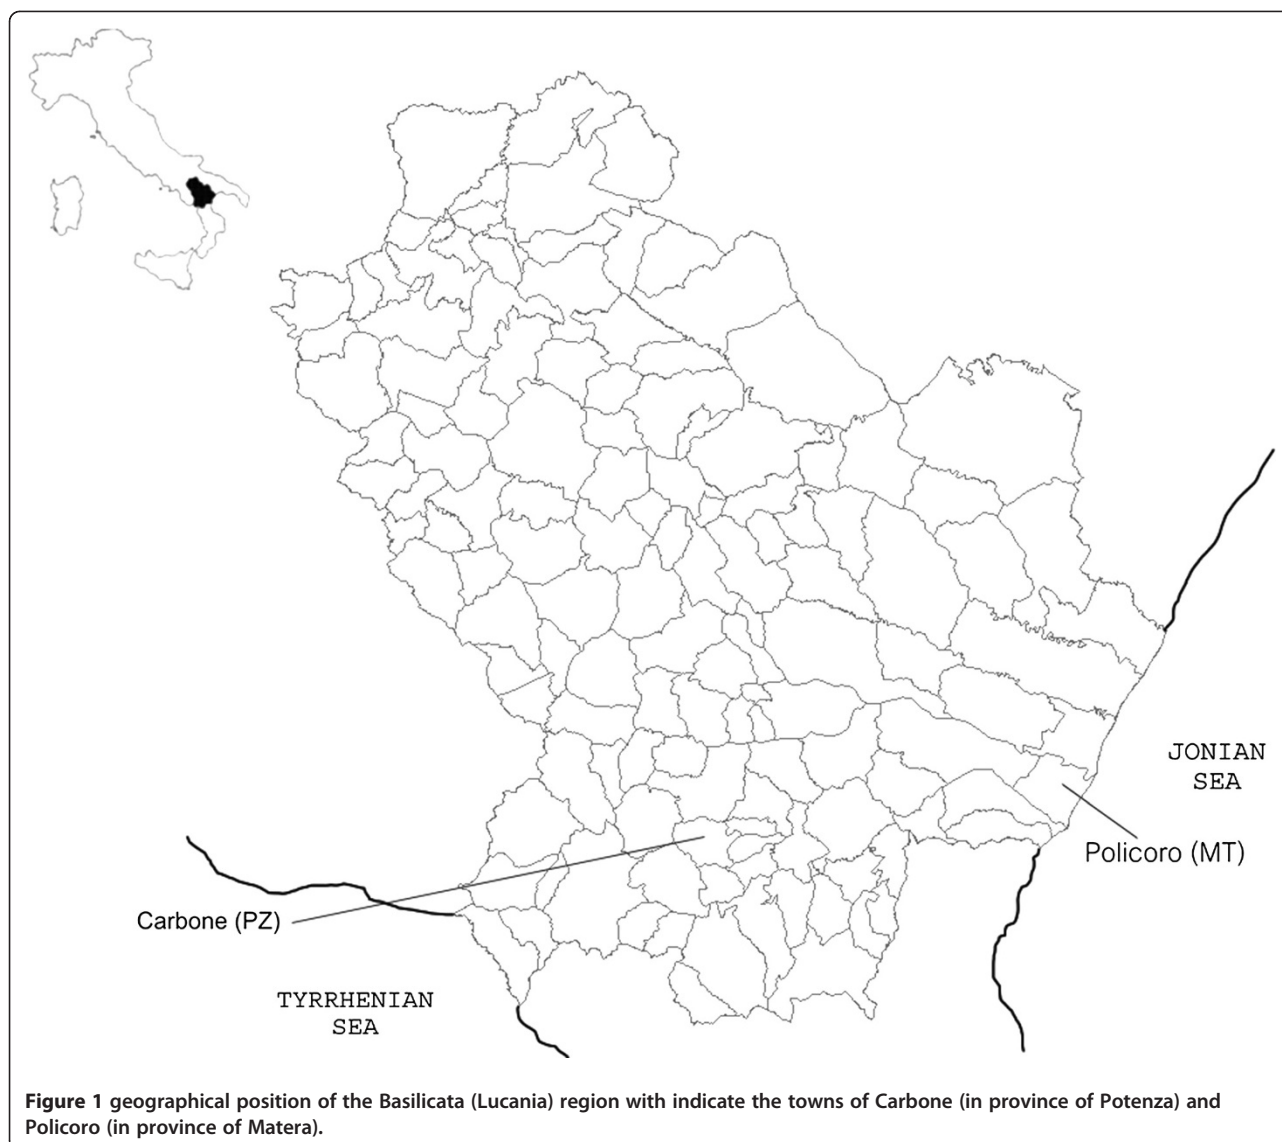 JONIAN
SEA
Policoro (MT)
Carbone (PZ)
TYRRHENIAN
SEA
Figure 1 geographical position of the Basilicata (Lucania) region with indicate the towns of Carbone (in province of Potenza) and
Policoro (in province of Matera).